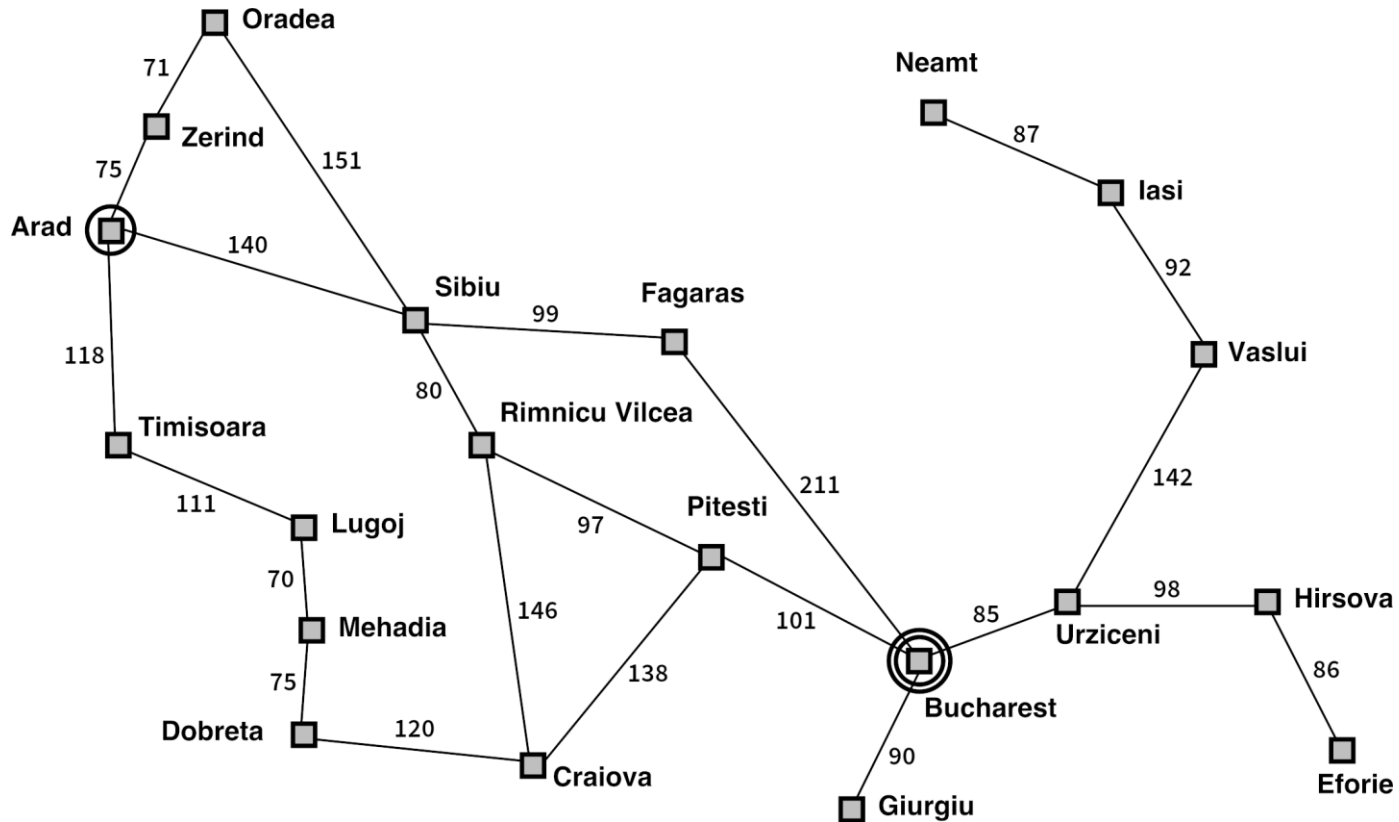 Oradea
Neamt
71
87
Zerind
151
75
Iasi
Arad
140
92
Sibiu
Fagaras
99
118
Vaslui
80
Rimnicu Vilcea
Timisoara
142
211
111
Pitesti
97
Lugoj
70
98
Hirsova
146
101
85
Mehadia
Urziceni
86
138
75
Bucharest
Dobreta
120
90
Craiova
Eforie
Giurgiu